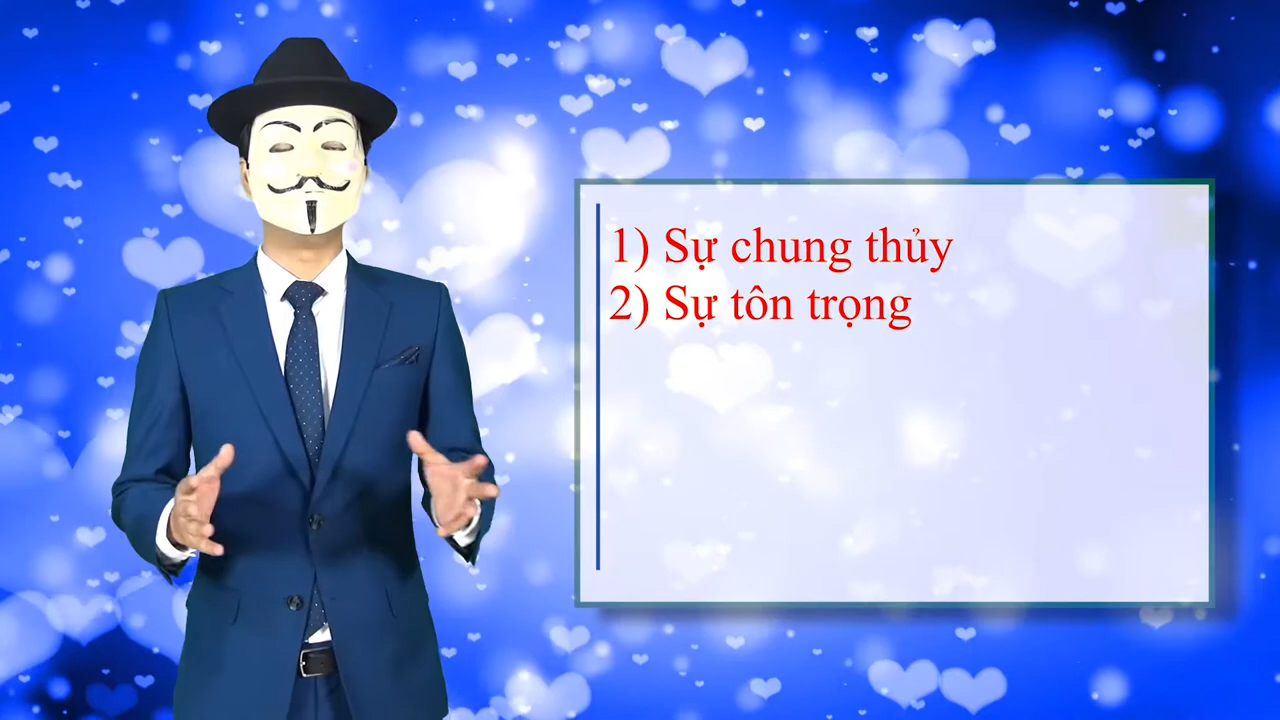 1) Sự chung thủy
2) Sự tôn trọng